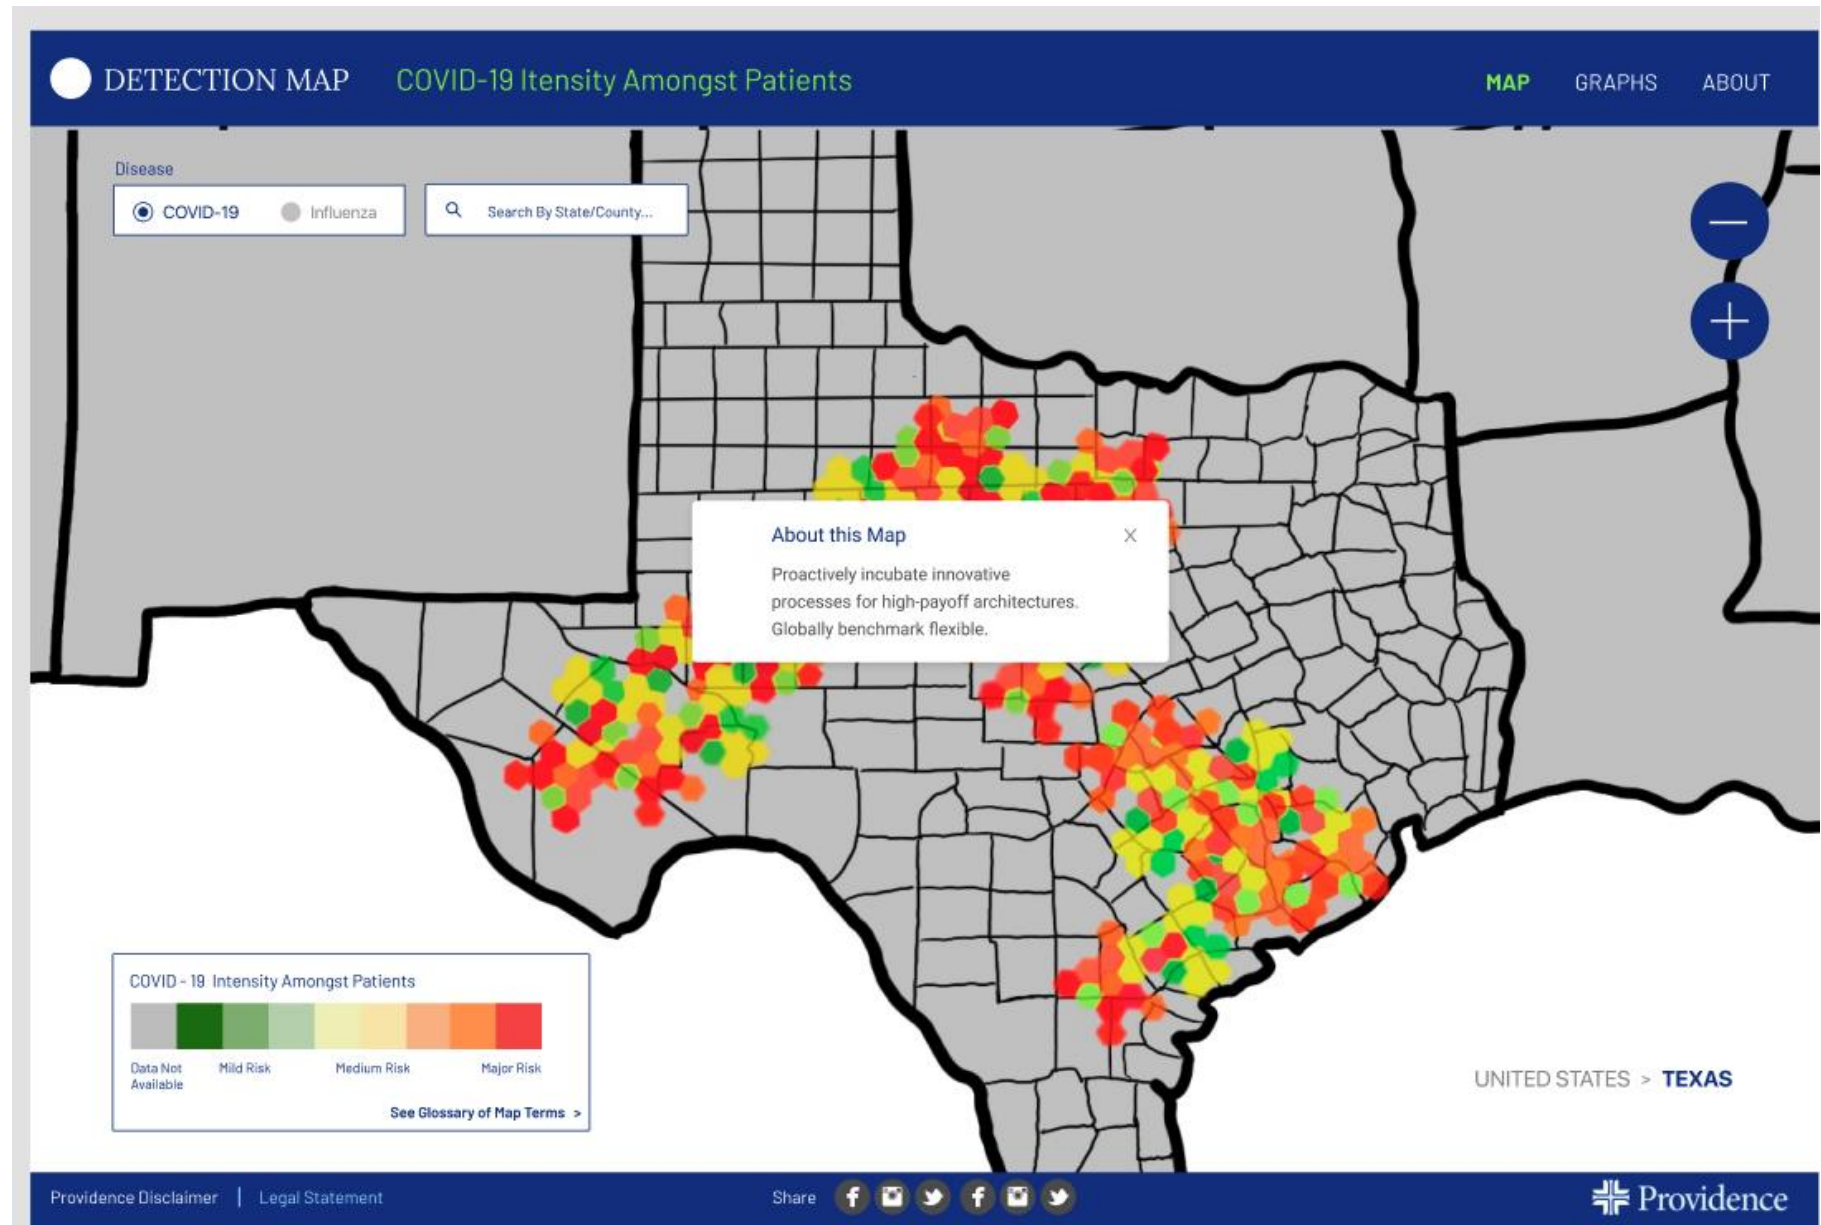 DETECTION MAP
COVID-19 Itensity Amongst Patients
MAP
GRAPHS
ABOUT
Disease
COVID-19
Influenza
Search By State/County...
About this Map
X
Proactively incubate innovative
processes for high-payoff architectures.
Globally benchmark flexible.
COVID - 19 Intensity Amongst Patients
Data Not
Available
Mild Risk
Medium Risk
Major Risk
See Glossary of Map Terms >
UNITED STATES > TEXAS
Providence Disclaimer | Legal Statement
Share
Providence